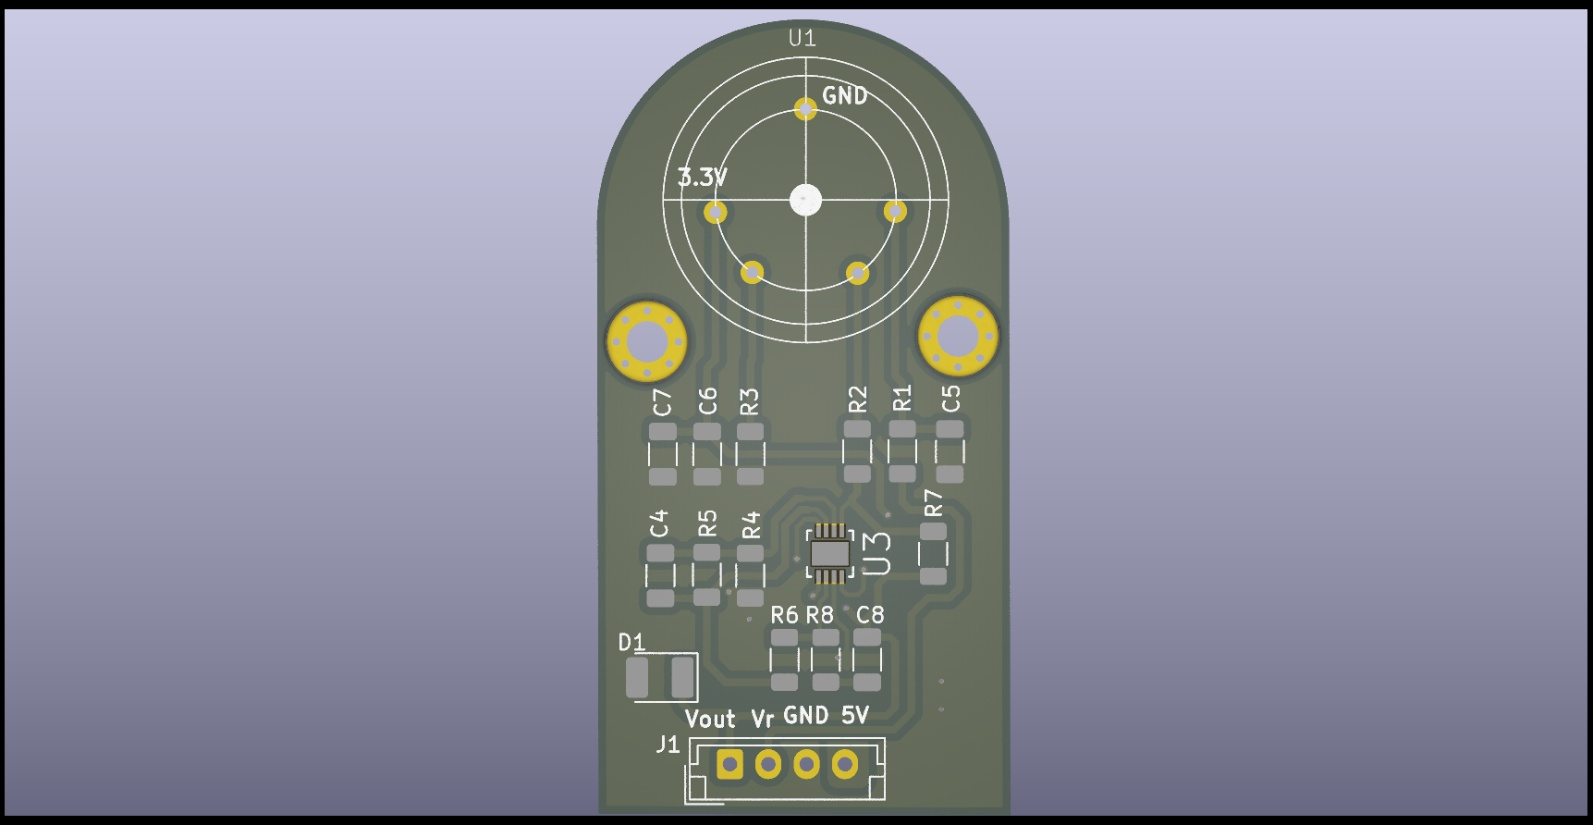 U1
GND
3.3V
C7 C6 R3 R2 R1 C5
C4 R5 R4 U3 R7
R6 R8 C8
D1
Vout Vr GND 5V
J1